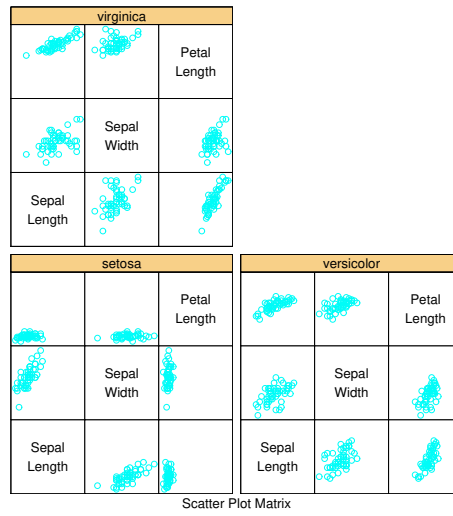 virginica
Petal
Length
Sepal
Width
Sepal
Length
setosa
Petal
Length
Sepal
Width
Sepal
Length
versicolor
Petal
Length
Sepal
Width
Sepal
Length
Scatter Plot Matrix